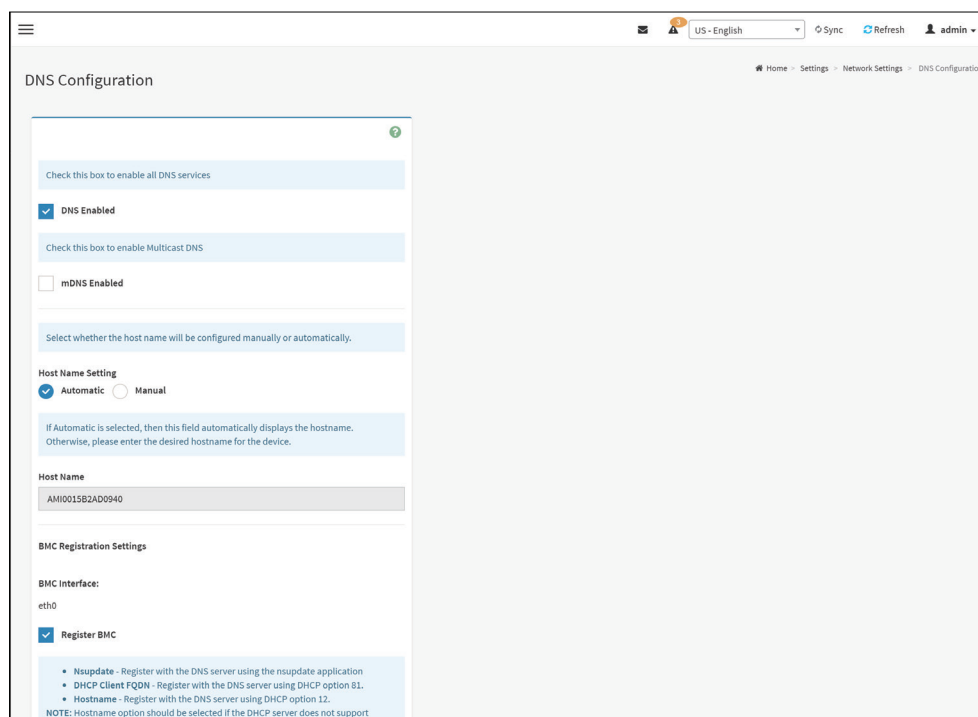 3
US - English
Sync
Refresh
admin
DNS Configuration
Home > Settings > Network Settings > DNS Configuratio
Check this box to enable all DNS services
DNS Enabled
Check this box to enable Multicast DNS
mDNS Enabled
Select whether the host name will be configured manually or automatically.
Host Name Setting
Automatic
Manual
If Automatic is selected, then this field automatically displays the hostname.
Otherwise, please enter the desired hostname for the device.
Host Name
AMI0015B2AD0940
BMC Registration Settings
BMC Interface:
eth0
Register BMC
• Nsupdate - Register with the DNS server using the nsupdate application
• DHCP Client FQDN - Register with the DNS server using DHCP option 81.
• Hostname - Register with the DNS server using DHCP option 12.
NOTE: Hostname option should be selected if the DHCP server does not support